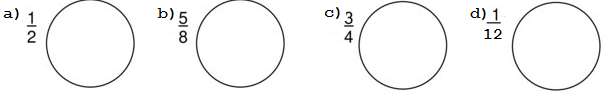 a) 1/2 b) 5/8 c) 3/4 d) 1/12